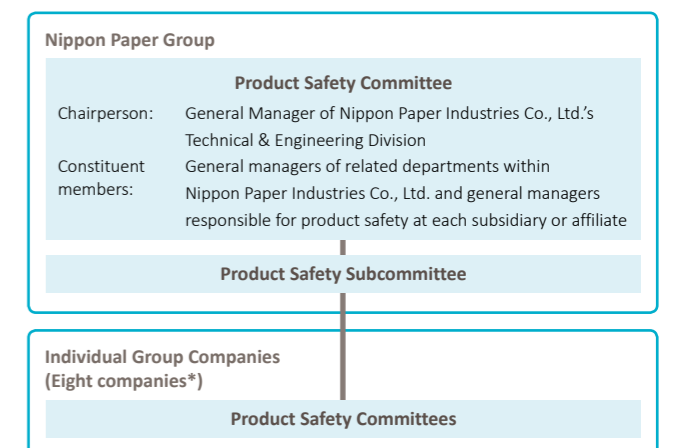 Nippon Paper Group
Product Safety Committee
Chairperson: General Manager of Nippon Paper Industries Co., Ltd.’s
Technical & Engineering Division
Constituent General managers of related departments within
members: Nippon Paper Industries Co., Ltd. and general managers
responsible for product safety at each subsidiary or affiliate
Product Safety Subcommittee
Individual Group Companies
(Eight companies*)
Product Safety Committees